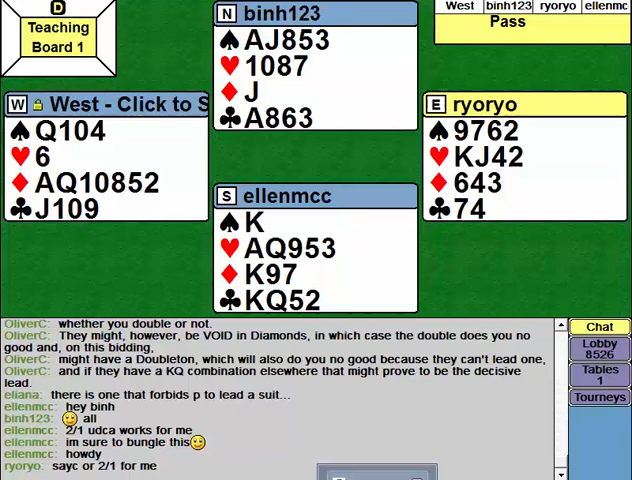 D
Teaching
Board 1
N binh123
♠ AJ853
♥ 1087
♦ J
♣ A863
West binh123 ryoryo ellenmc
Pass
W West - Click to S
♠ Q104
♥ 6
♦ AQ10852
♣ J109
E ryoryo
♠ 9762
♥ KJ42
♦ 643
♣ 74
S ellenmcc
♠ K
♥ AQ953
♦ K97
♣ KQ52
OliverC: whether you double or not.
OliverC: They might, however, be VOID in Diamonds, in which case the double does you no
good and, on this bidding,
OliverC: might have a Doubleton, which will also do you no good because they can't lead one,
OliverC: and if they have a KQ combination elsewhere that might prove to be the decisive
lead.
eliana: there is one that forbids p to lead a suit...
ellenmcc: hey binh
binh123: all
ellenmcc: 2/1 udca works for me
ellenmcc: im sure to bungle this
ellenmcc: howdy
ryoryo: sayc or 2/1 for me
Chat
Lobby
8526
Tables
1
Tourneys